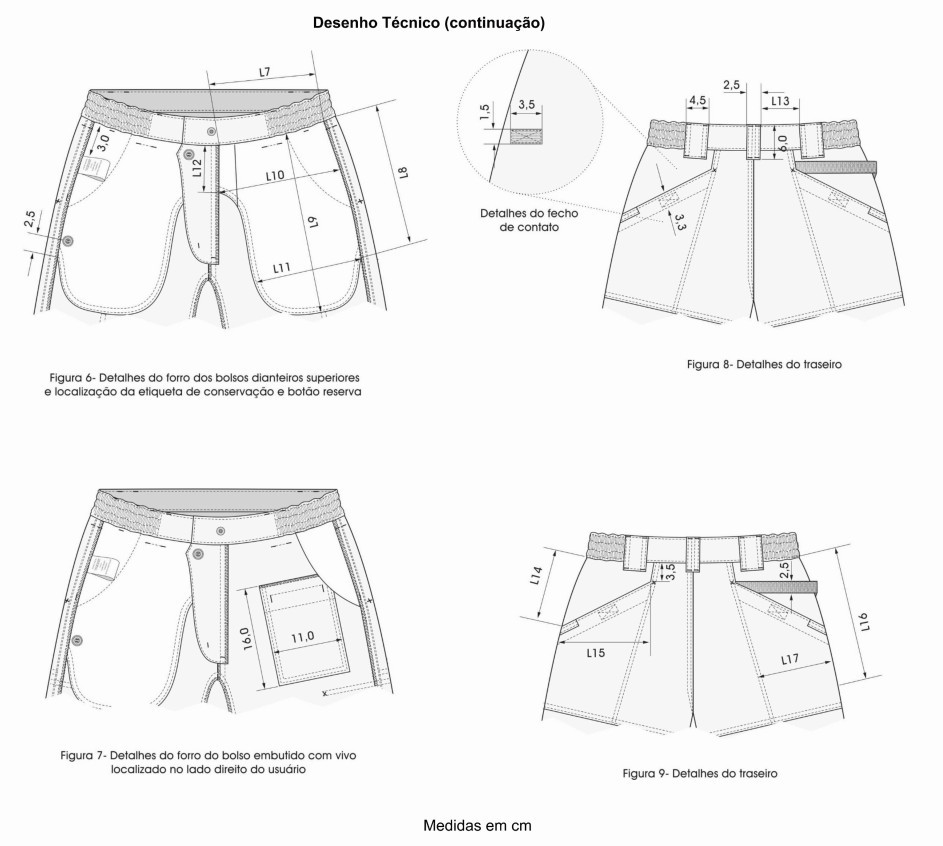 Desenho Técnico (continuação)
L7
3,0
L12
L10
L8
L9
2,5
L11
Figura 6- Detalhes do forro dos bolsos dianteiros superiores
e localização da etiqueta de conservação e botão reserva
1,5
3,5
Detalhes do fecho
de contato
2,5
4,5
L13
6,0
3,3
Figura 8- Detalhes do traseiro
16,0
11,0
Figura 7- Detalhes do forro do bolso embutido com vivo
localizado no lado direito do usuário
L14
3,5
2,5
L16
L15
L17
Figura 9- Detalhes do traseiro
Medidas em cm